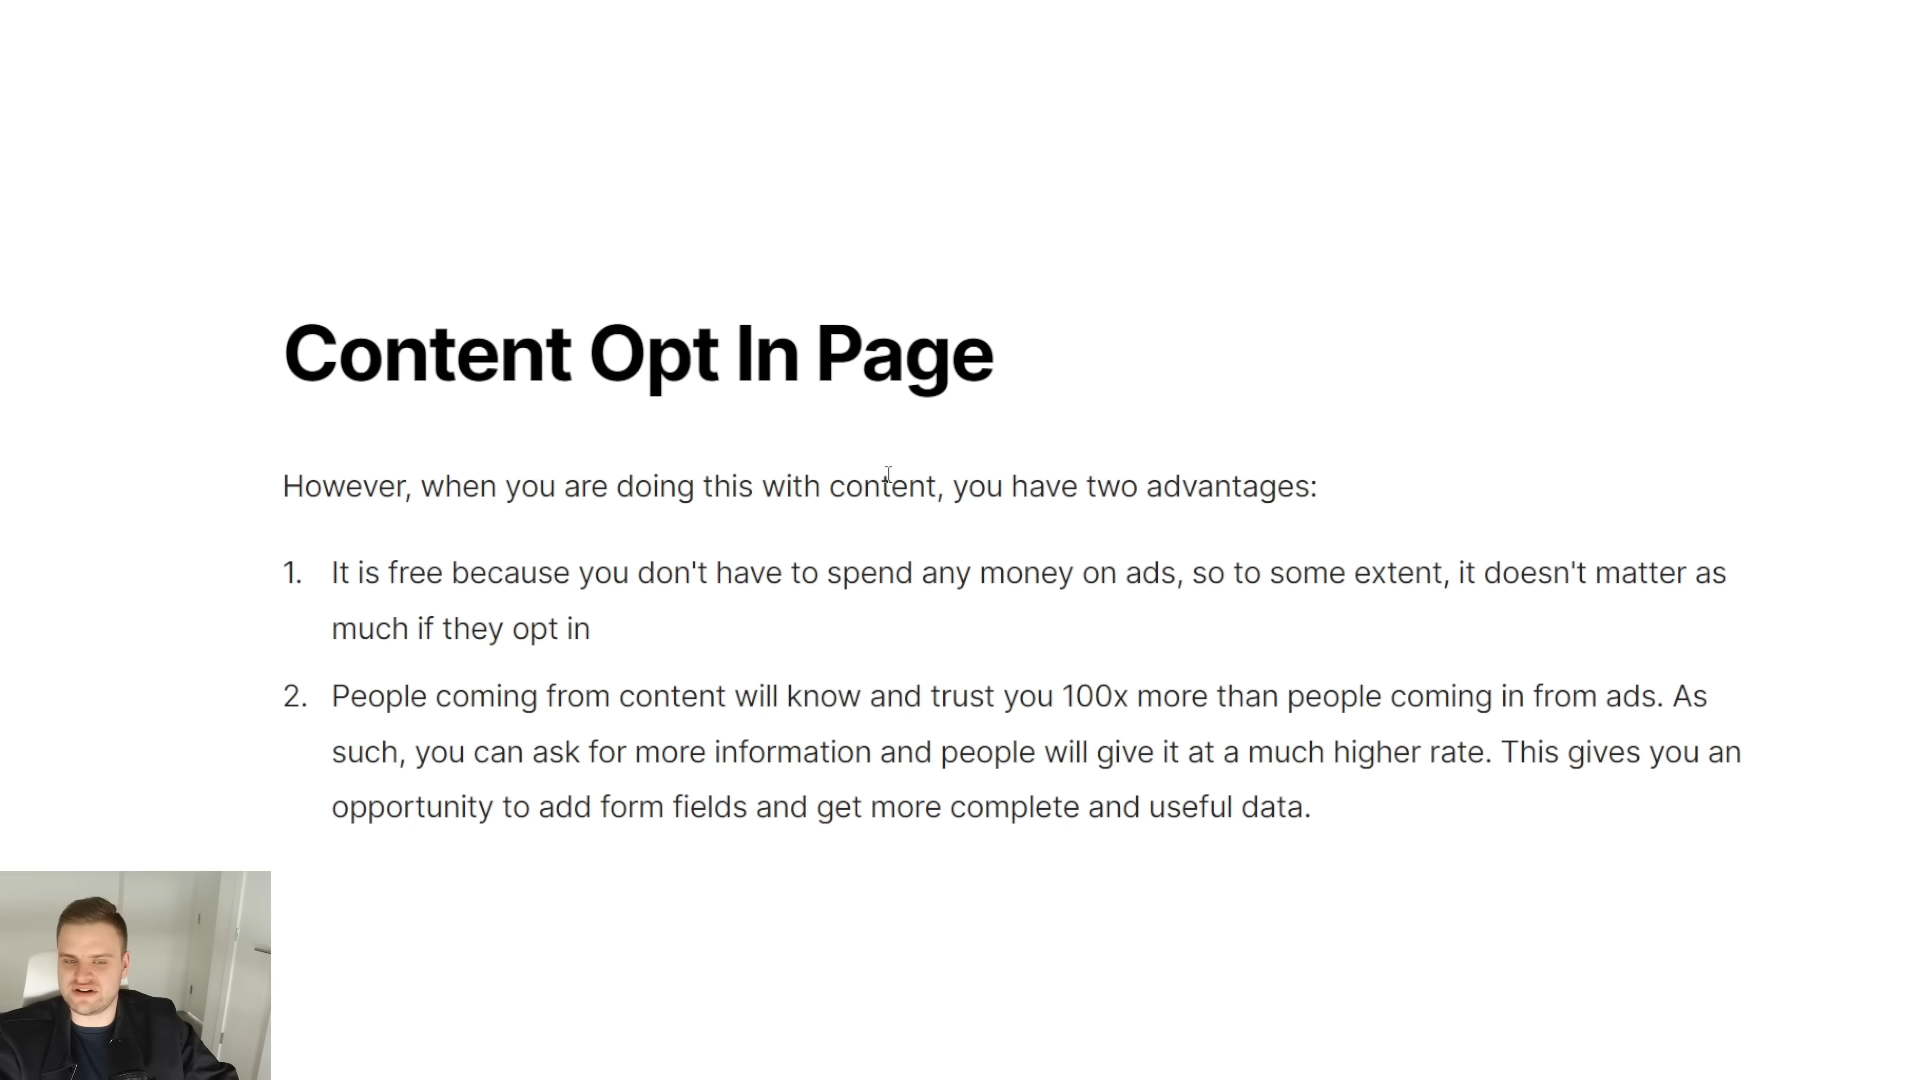 Content Opt In Page
However, when you are doing this with content, you have two advantages:
1. It is free because you don't have to spend any money on ads, so to some extent, it doesn't matter as
much if they opt in
2. People coming from content will know and trust you 100x more than people coming in from ads. As
such, you can ask for more information and people will give it at a much higher rate. This gives you an
opportunity to add form fields and get more complete and useful data.